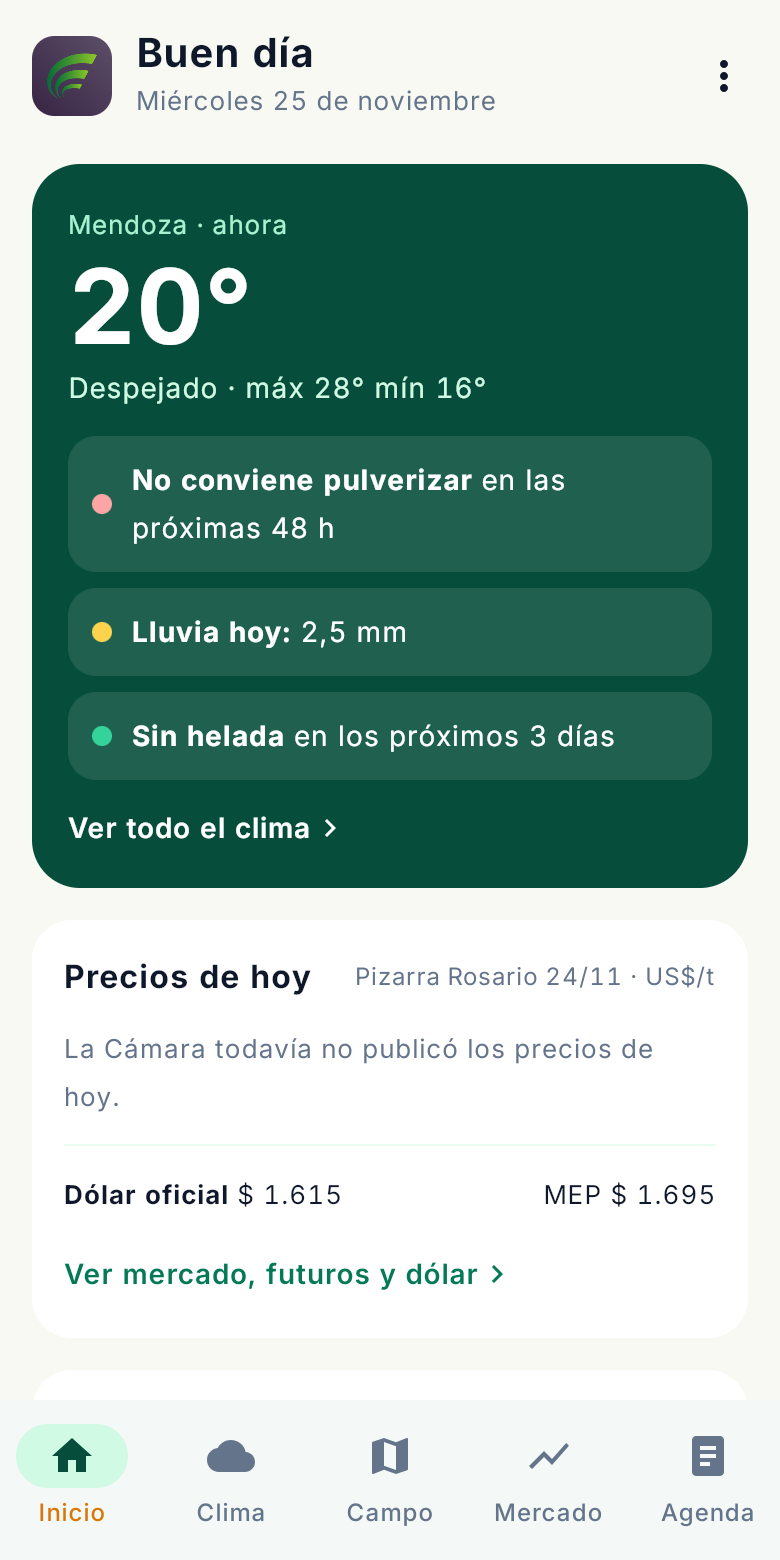 Buen día
Miércoles 25 de noviembre
Mendoza · ahora
20°
Despejado · máx 28° mín 16°
No conviene pulverizar en las
próximas 48 h
Lluvia hoy: 2,5 mm
Sin helada en los próximos 3 días
Ver todo el clima
Precios de hoy
Pizarra Rosario 24/11 · US$/t
La Cámara todavía no publicó los precios de
hoy.
Dólar oficial $ 1.615
MEP $ 1.695
Ver mercado, futuros y dólar
Inicio
Clima
Campo
Mercado
Agenda